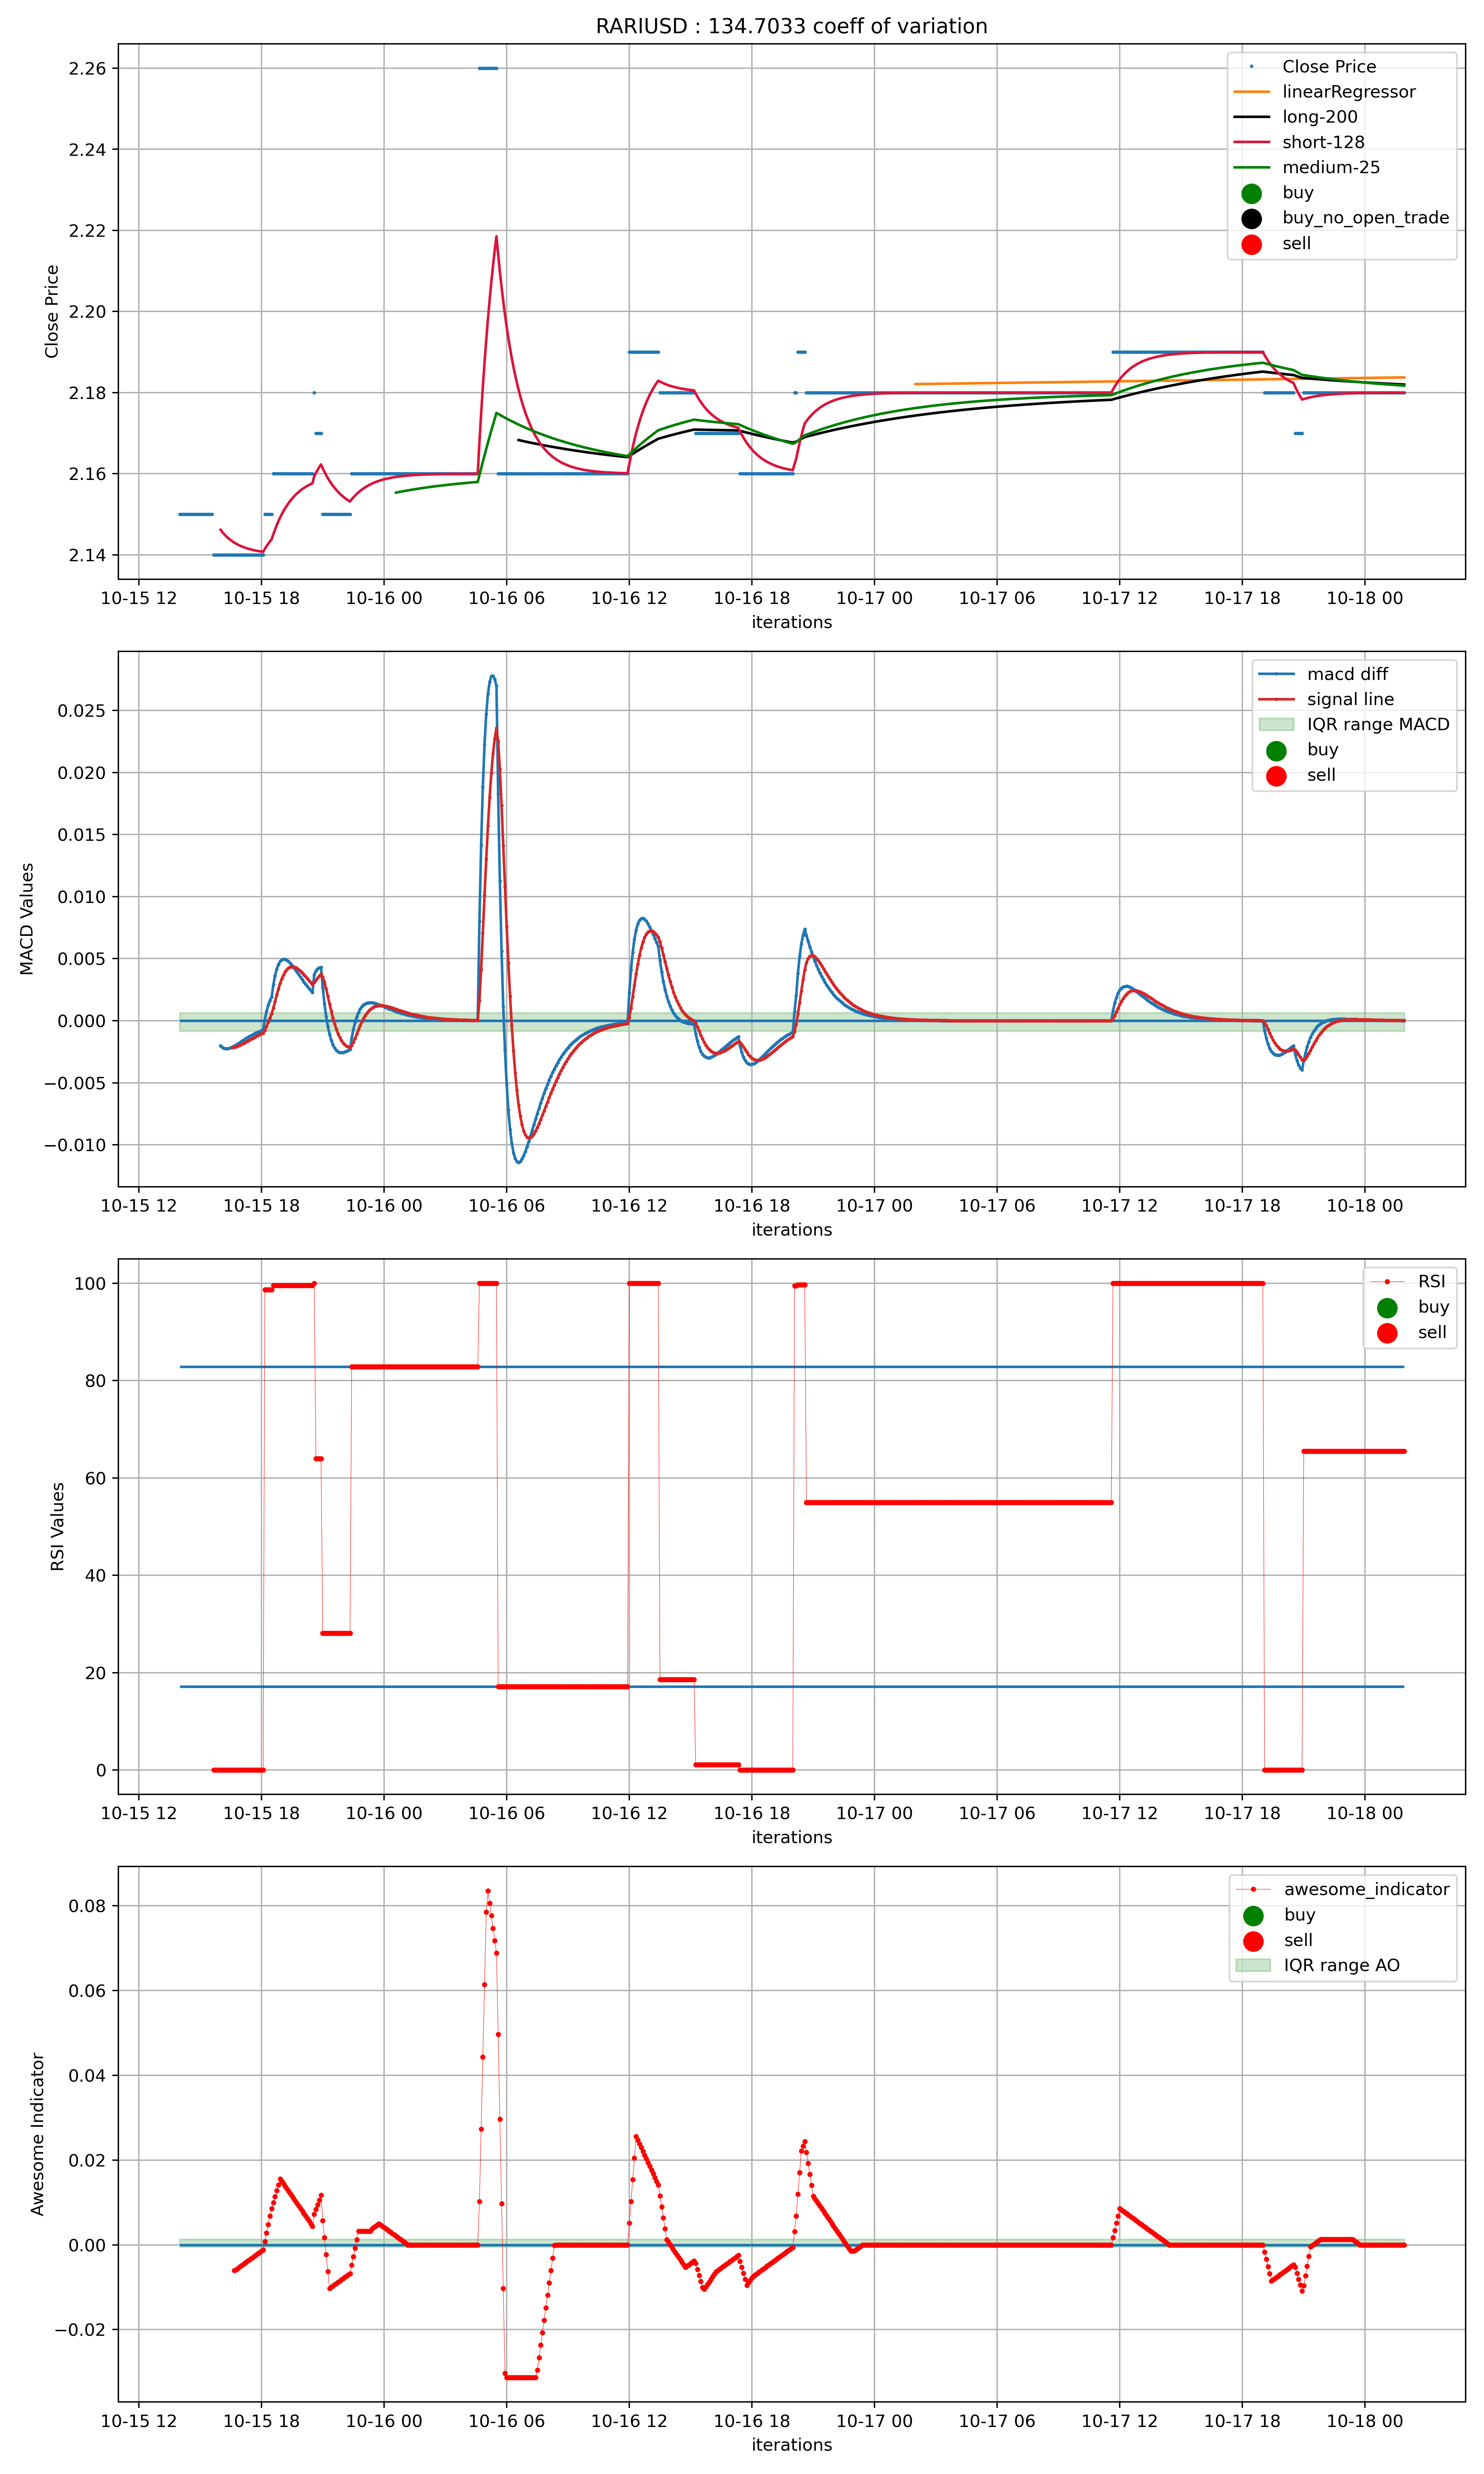 RARIUSD : 134.7033 coeff of variation
2.26
2.24
2.22
2.20
2.18
2.16
2.14
Close Price
Close Price
linearRegressor
long-200
short-128
medium-25
buy
buy_no_open_trade
sell
10-15 12 10-15 18 10-16 00 10-16 06 10-16 12 10-16 18 10-17 00 10-17 06 10-17 12 10-17 18 10-18 00
iterations
0.025
0.020
0.015
0.010
0.005
0.000
−0.005
−0.010
MACD Values
macd diff
signal line
IQR range MACD
buy
sell
10-15 12 10-15 18 10-16 00 10-16 06 10-16 12 10-16 18 10-17 00 10-17 06 10-17 12 10-17 18 10-18 00
iterations
100
80
60
40
20
0
RSI Values
RSI
buy
sell
10-15 12 10-15 18 10-16 00 10-16 06 10-16 12 10-16 18 10-17 00 10-17 06 10-17 12 10-17 18 10-18 00
iterations
0.08
0.06
0.04
0.02
0.00
−0.02
Awesome Indicator
awesome_indicator
buy
sell
IQR range AO
10-15 12 10-15 18 10-16 00 10-16 06 10-16 12 10-16 18 10-17 00 10-17 06 10-17 12 10-17 18 10-18 00
iterations